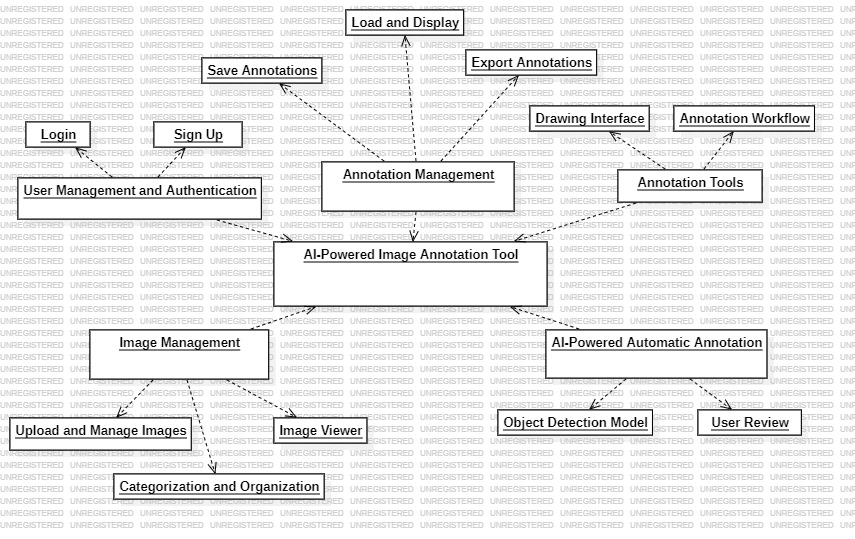 Load and Display
Export Annotations
Save Annotations
Drawing Interface
Annotation Workflow
Login
Sign Up
Annotation Management
Annotation Tools
User Management and Authentication
AI-Powered Image Annotation Tool
Image Management
AI-Powered Automatic Annotation
Object Detection Model
User Review
Upload and Manage Images
Image Viewer
Categorization and Organization
UNREGISTERED